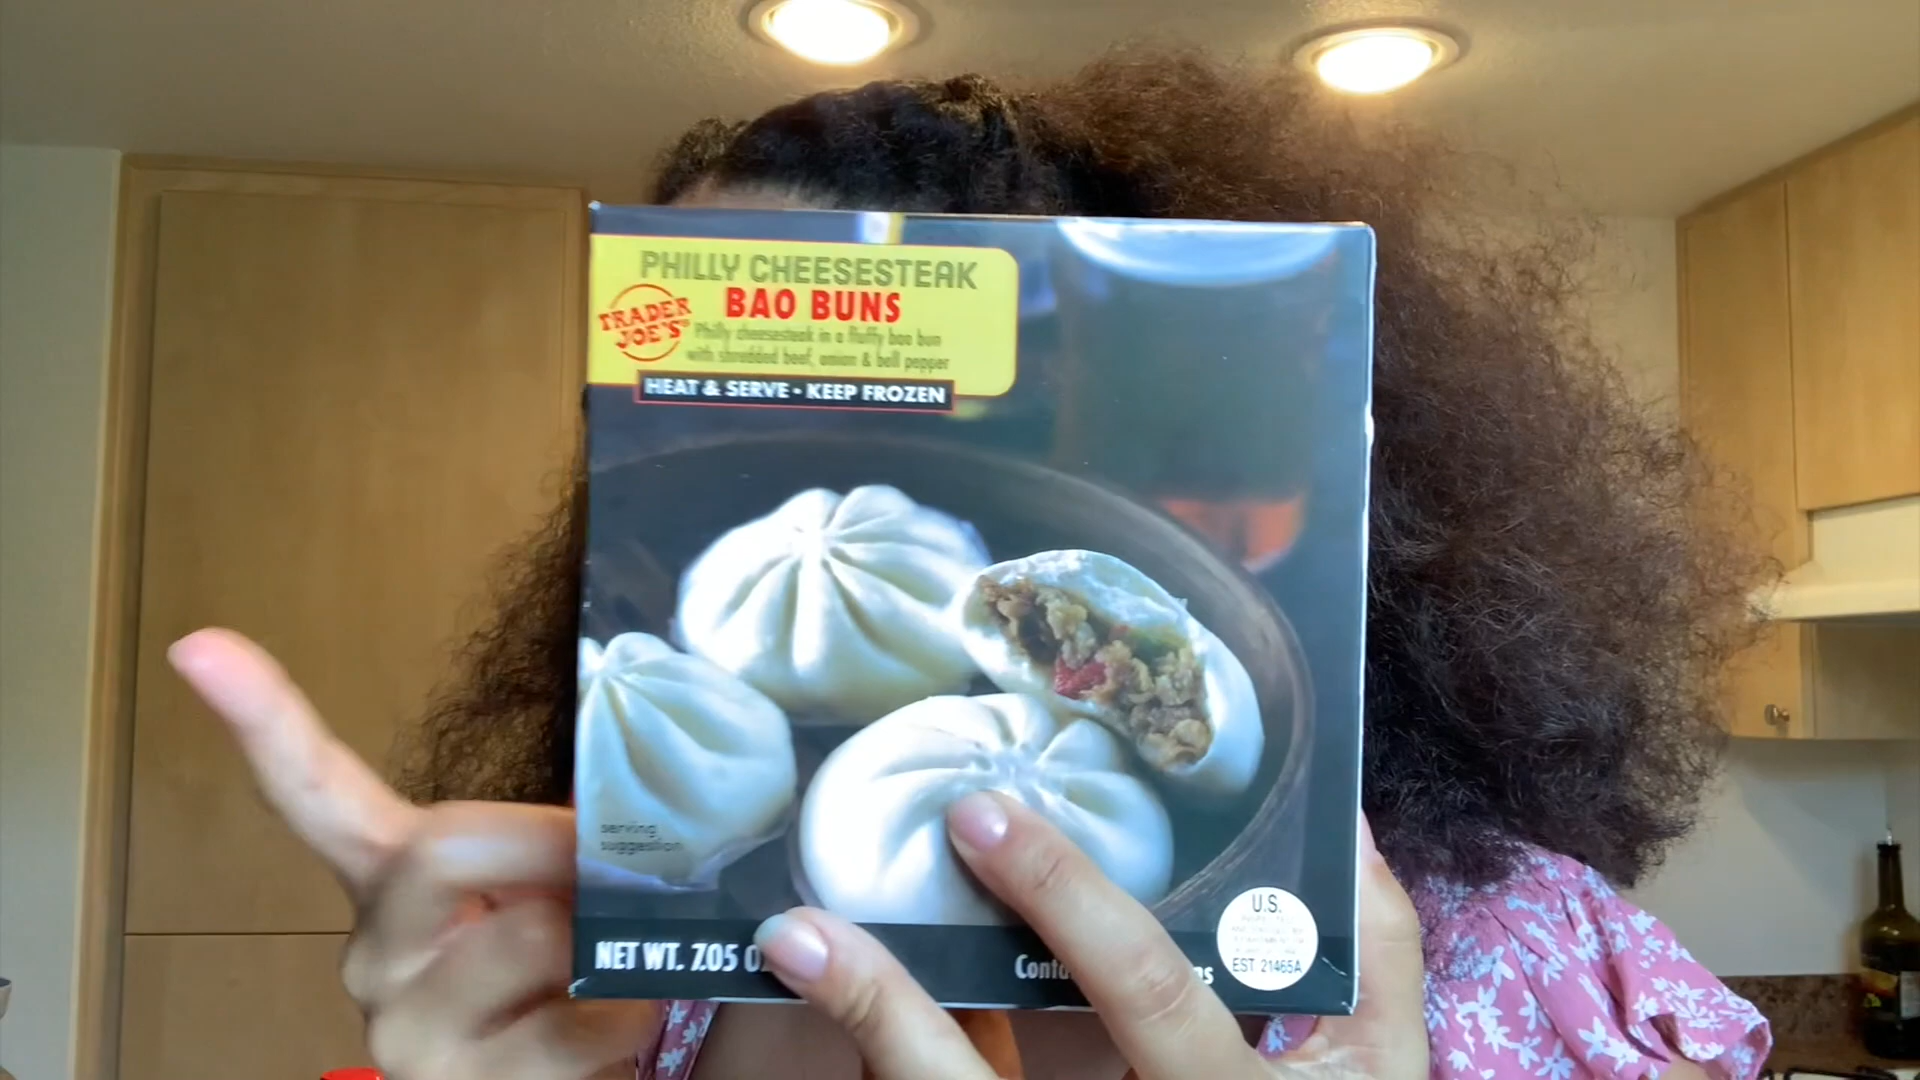 PHILLY CHEESESTEAK
BAO BUNS
TRADER
JOE'S®
Philly cheesesteak in a fluffy bao bun
with shredded beef, onion & bell pepper
HEAT & SERVE • KEEP FROZEN
serving
suggestion
NET WT. 7.05
U.S.
EST 21465A